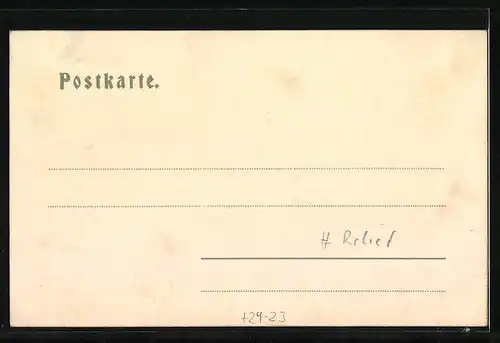 Postkarte.
# Relief
+29-23